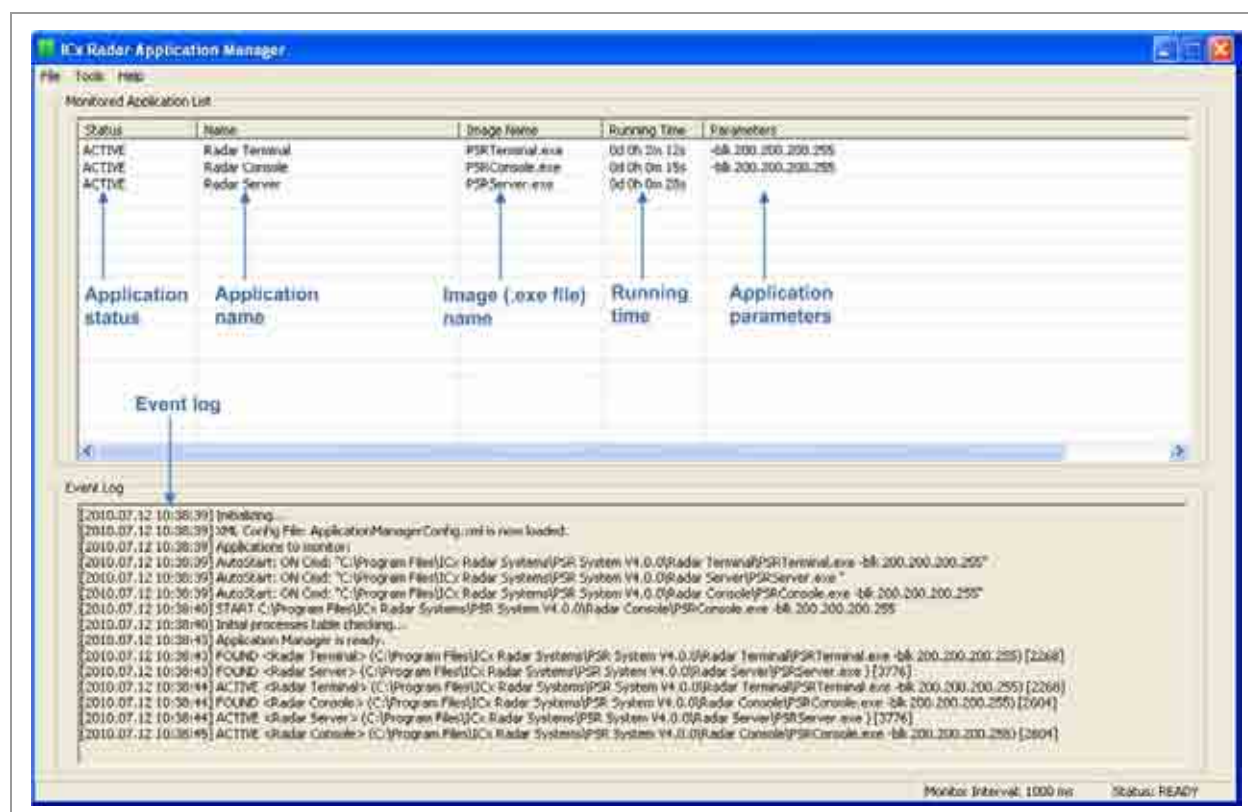 ICx Radar Application Manager
File Tools Help
Monitored Application List
Status Name Image Name Running Time Parameters
ACTIVE Radar Terminal PSRTerminal.exe 0d 0h 2m 12s -blk 200.200.200.255
ACTIVE Radar Console PSRConsole.exe 0d 0h 0m 15s -blk 200.200.200.255
ACTIVE Radar Server PSRServer.exe 0d 0h 0m 28s
Application status
Application name
Image (.exe file) name
Running time
Application parameters
Event log
Event Log
[2010.07.12 10:38:39] Initializing...
[2010.07.12 10:38:39] XML Config File: ApplicationManagerConfig.xml is now loaded.
[2010.07.12 10:38:39] Applications to monitor:
[2010.07.12 10:38:39] AutoStart: ON Cmd: "C:\Program Files\ICx Radar Systems\PSR System V4.0.0\Radar Terminal\PSRTerminal.exe -blk 200.200.200.255"
[2010.07.12 10:38:39] AutoStart: ON Cmd: "C:\Program Files\ICx Radar Systems\PSR System V4.0.0\Radar Server\PSRServer.exe "
[2010.07.12 10:38:39] AutoStart: ON Cmd: "C:\Program Files\ICx Radar Systems\PSR System V4.0.0\Radar Console\PSRConsole.exe -blk 200.200.200.255"
[2010.07.12 10:38:40] START C:\Program Files\ICx Radar Systems\PSR System V4.0.0\Radar Console\PSRConsole.exe -blk 200.200.200.255
[2010.07.12 10:38:40] Initial processes table checking...
[2010.07.12 10:38:43] Application Manager is ready.
[2010.07.12 10:38:43] FOUND <Radar Terminal> (C:\Program Files\ICx Radar Systems\PSR System V4.0.0\Radar Terminal\PSRTerminal.exe -blk 200.200.200.255) [2268]
[2010.07.12 10:38:43] FOUND <Radar Server> (C:\Program Files\ICx Radar Systems\PSR System V4.0.0\Radar Server\PSRServer.exe ) [3776]
[2010.07.12 10:38:44] ACTIVE <Radar Terminal> (C:\Program Files\ICx Radar Systems\PSR System V4.0.0\Radar Terminal\PSRTerminal.exe -blk 200.200.200.255) [2268]
[2010.07.12 10:38:44] FOUND <Radar Console> (C:\Program Files\ICx Radar Systems\PSR System V4.0.0\Radar Console\PSRConsole.exe -blk 200.200.200.255) [2604]
[2010.07.12 10:38:44] ACTIVE <Radar Server> (C:\Program Files\ICx Radar Systems\PSR System V4.0.0\Radar Server\PSRServer.exe ) [3776]
[2010.07.12 10:38:45] ACTIVE <Radar Console> (C:\Program Files\ICx Radar Systems\PSR System V4.0.0\Radar Console\PSRConsole.exe -blk 200.200.200.255) [2604]
Monitor Interval: 1000 ms Status: READY